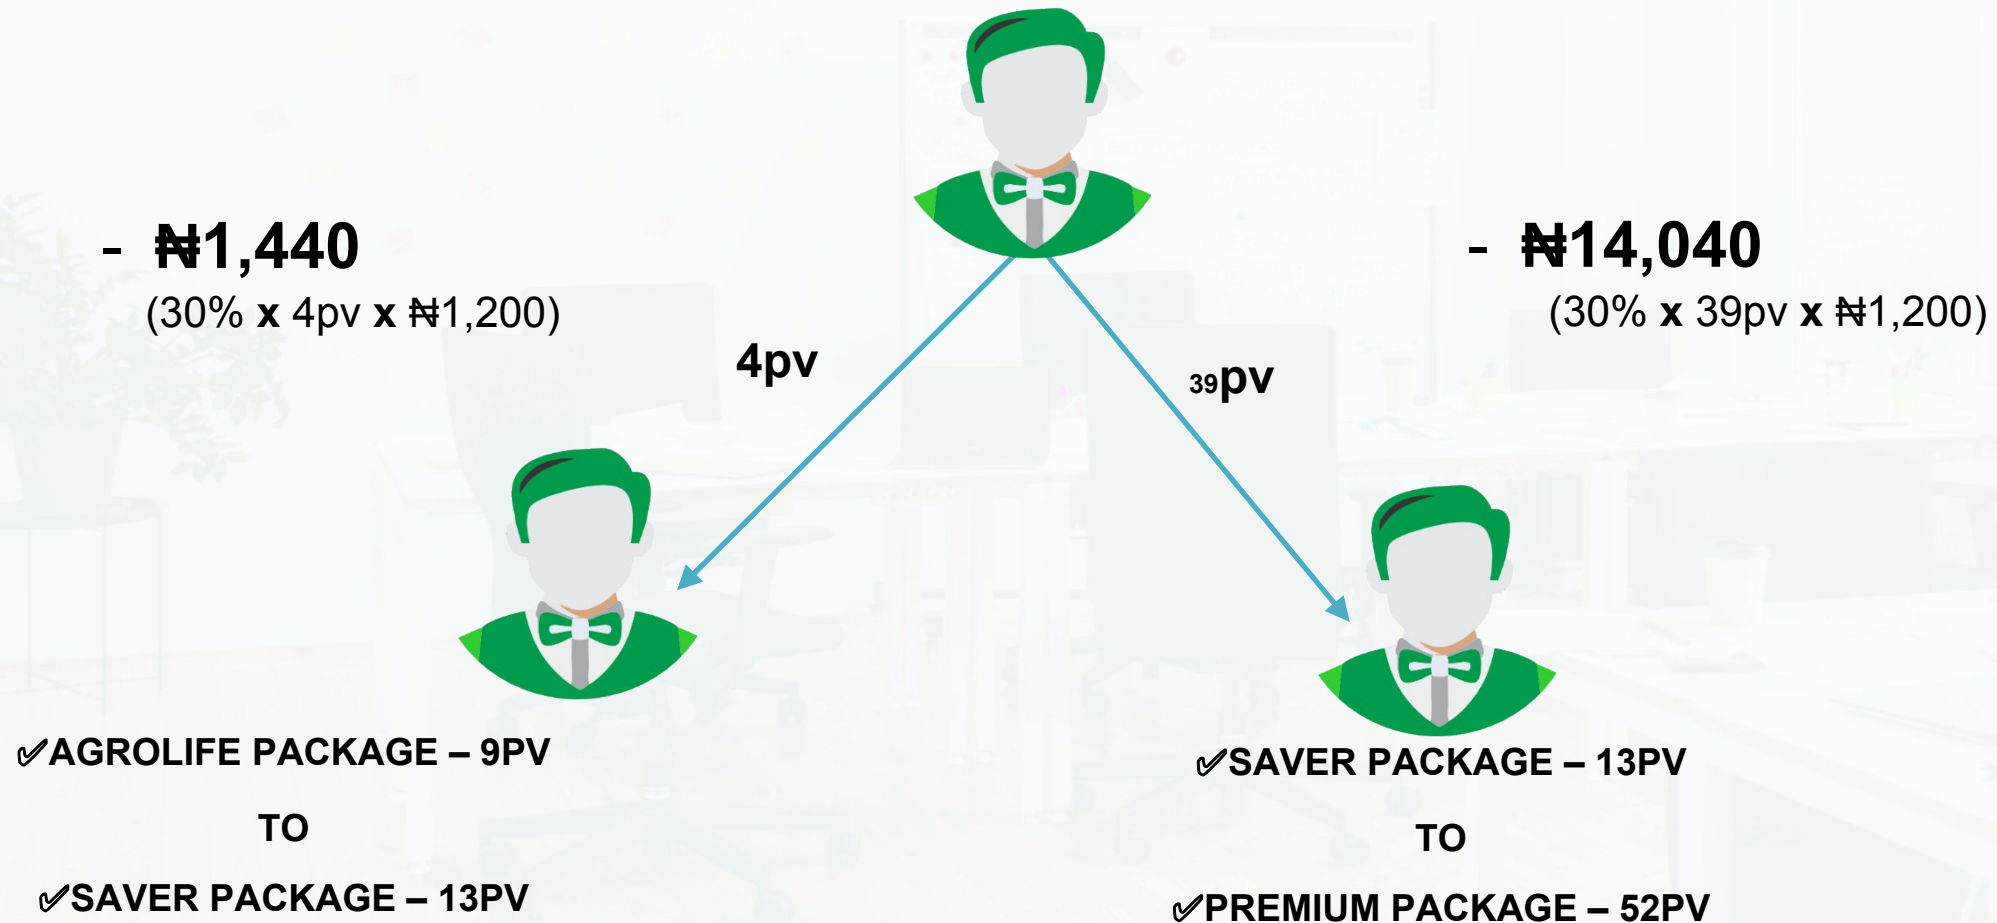 - ₦1,440
(30% x 4pv x ₦1,200)
- ₦14,040
(30% x 39pv x ₦1,200)
4pv
39pv
✔AGROLIFE PACKAGE – 9PV
TO
✔SAVER PACKAGE – 13PV
✔SAVER PACKAGE – 13PV
TO
✔PREMIUM PACKAGE – 52PV